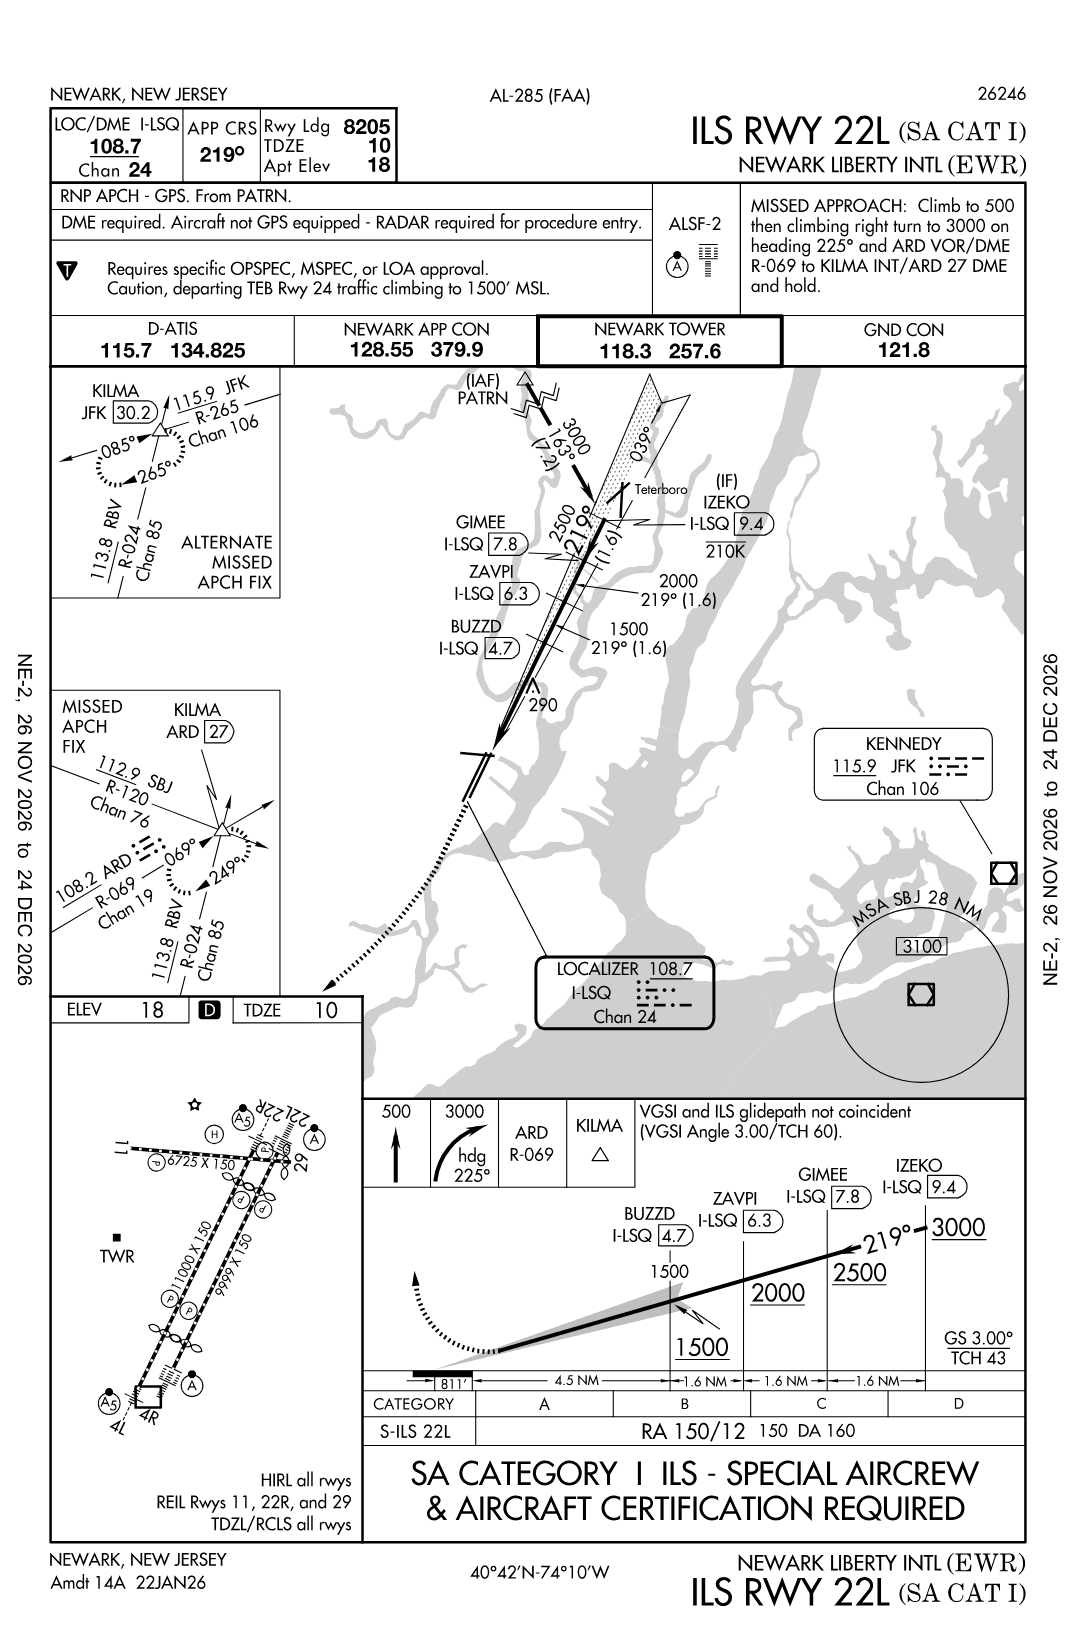 NEWARK, NEW JERSEY
AL-285 (FAA)
26246
LOC/DME I-LSQ
108.7
Chan 24
APP CRS
219°
Rwy Ldg 8205
TDZE 10
Apt Elev 18
ILS RWY 22L (SA CAT I)
NEWARK LIBERTY INTL (EWR)
RNP APCH - GPS. From PATRN.
DME required. Aircraft not GPS equipped - RADAR required for procedure entry.
T
Requires specific OPSPEC, MSPEC, or LOA approval.
Caution, departing TEB Rwy 24 traffic climbing to 1500' MSL.
ALSF-2
A
MISSED APPROACH: Climb to 500
then climbing right turn to 3000 on
heading 225° and ARD VOR/DME
R-069 to KILMA INT/ARD 27 DME
and hold.
D-ATIS
115.7 134.825
NEWARK APP CON
128.55 379.9
NEWARK TOWER
118.3 257.6
GND CON
121.8
KILMA
JFK 30.2
115.9 JFK
R-265
Chan 106
085°
265°
113.8 RBV
R-024
Chan 85
ALTERNATE
MISSED
APCH FIX
(IAF)
PATRN
3000
163°
(7.2)
039°
Teterboro
(IF)
IZEKO
I-LSQ 9.4
210K
2500
219°
(1.6)
GIMEE
I-LSQ 7.8
ZAVPI
I-LSQ 6.3
2000
219° (1.6)
BUZZD
I-LSQ 4.7
1500
219° (1.6)
290
MISSED
APCH
FIX
KILMA
ARD 27
112.9 SBJ
R-120
Chan 76
108.2 ARD
R-069
Chan 19
069°
249°
113.8 RBV
R-024
Chan 85
KENNEDY
115.9 JFK
Chan 106
MSA SBJ 28 NM
3100
LOCALIZER 108.7
I-LSQ
Chan 24
NE-2, 26 NOV 2026 to 24 DEC 2026
NE-2, 26 NOV 2026 to 24 DEC 2026
ELEV 18
D
TDZE 10
A5
22R
22L
A
H
11
P
6725 X 150
P
29
P
P
TWR
11000 X 150
9999 X 150
P
P
A5
A
4L
4R
HIRL all rwys
REIL Rwys 11, 22R, and 29
TDZL/RCLS all rwys
500
3000
hdg
225°
ARD
R-069
KILMA
VGSI and ILS glidepath not coincident
(VGSI Angle 3.00/TCH 60).
BUZZD
I-LSQ 4.7
ZAVPI
I-LSQ 6.3
GIMEE
I-LSQ 7.8
IZEKO
I-LSQ 9.4
219°
3000
2500
2000
1500
1500
GS 3.00°
TCH 43
811'
4.5 NM
1.6 NM
1.6 NM
1.6 NM
CATEGORY A B C D
S-ILS 22L
RA 150/12 150 DA 160
SA CATEGORY I ILS - SPECIAL AIRCREW
& AIRCRAFT CERTIFICATION REQUIRED
NEWARK, NEW JERSEY
Amdt 14A 22JAN26
40°42'N-74°10'W
NEWARK LIBERTY INTL (EWR)
ILS RWY 22L (SA CAT I)